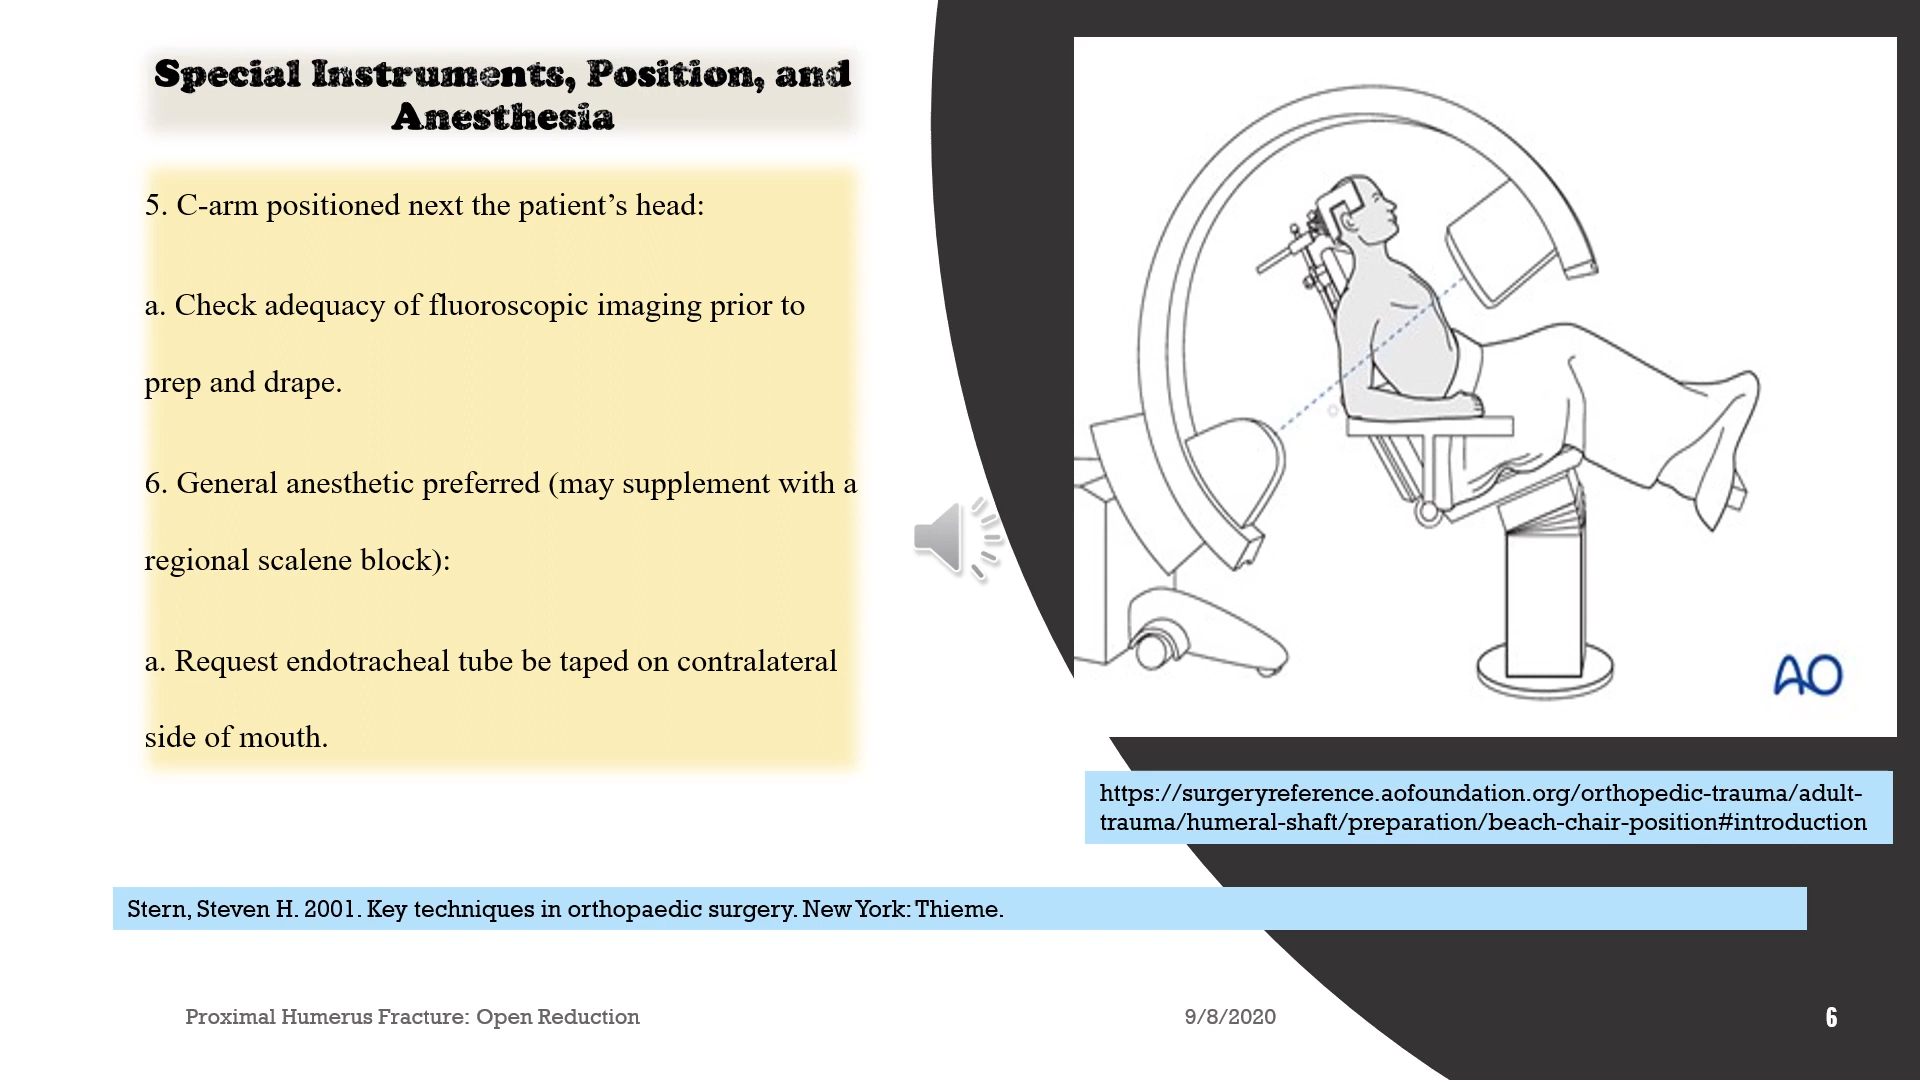 Special Instruments, Position, and
Anesthesia
5. C-arm positioned next the patient’s head:
a. Check adequacy of fluoroscopic imaging prior to
prep and drape.
6. General anesthetic preferred (may supplement with a
regional scalene block):
a. Request endotracheal tube be taped on contralateral
side of mouth.
AO
https://surgeryreference.aofoundation.org/orthopedic-trauma/adult-
trauma/humeral-shaft/preparation/beach-chair-position#introduction
Stern, Steven H. 2001. Key techniques in orthopaedic surgery. New York: Thieme.
Proximal Humerus Fracture: Open Reduction
9/8/2020
6